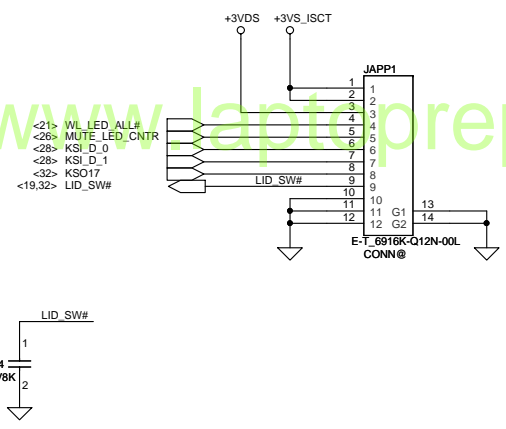 +3VDS +3VS_ISCT
JAPP1
1 1
2 2
3 3
<21> WL_LED_ALL# 4 4
<26> MUTE_LED_CNTR 5 5
<28> KSI_D_0 6 6
<28> KSI_D_1 7 7
<32> KSO17 8 8
<19,32> LID_SW# LID_SW# 9 9
10 10
11 11 G1 13
12 12 G2 14
E-T_6916K-Q12N-00L
CONN@
www.laptoprep
LID_SW#
1
4
V8K
2